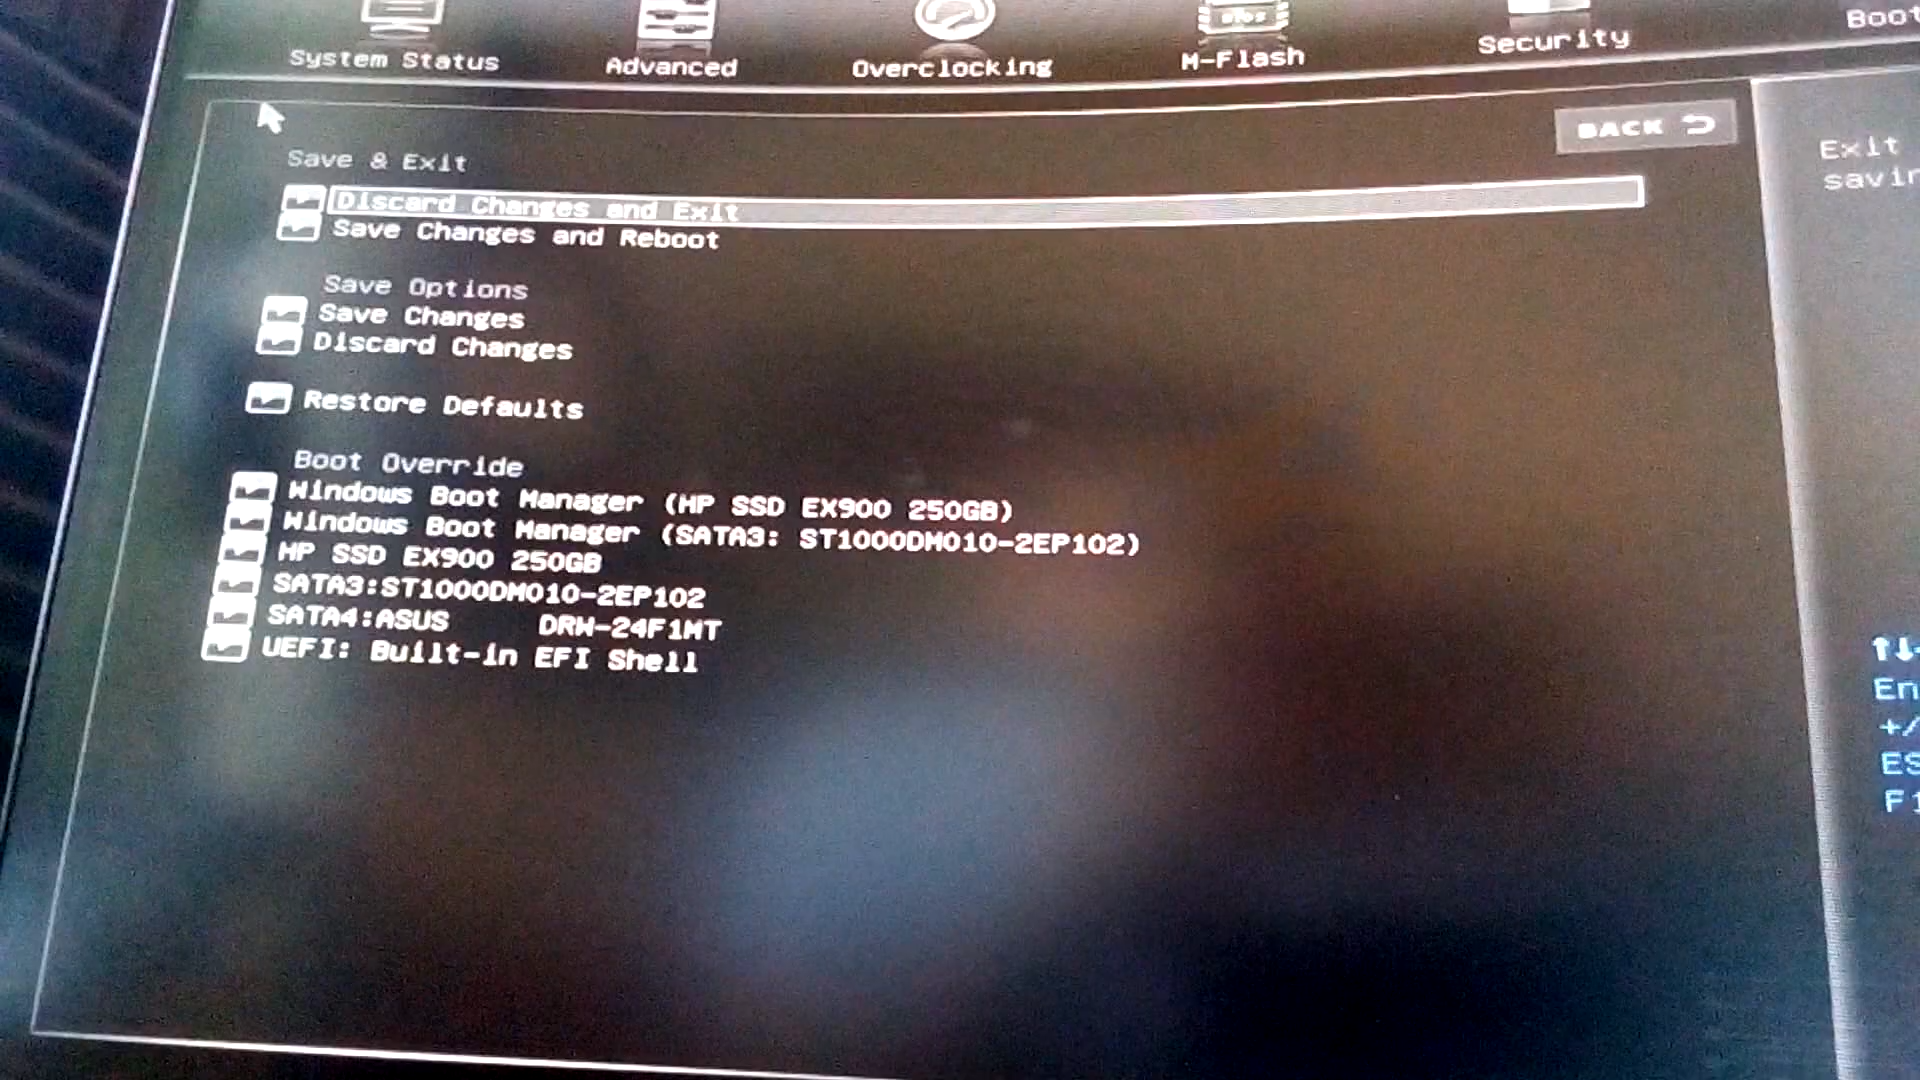 System Status Advanced Overclocking M-Flash Security Boot
BACK
Save & Exit
Discard Changes and Exit
Save Changes and Reboot
Save Options
Save Changes
Discard Changes
Restore Defaults
Boot Override
Windows Boot Manager (HP SSD EX900 250GB)
Windows Boot Manager (SATA3: ST1000DM010-2EP102)
HP SSD EX900 250GB
SATA3:ST1000DM010-2EP102
SATA4:ASUS DRW-24F1MT
UEFI: Built-in EFI Shell
Exit
↑↓
+/